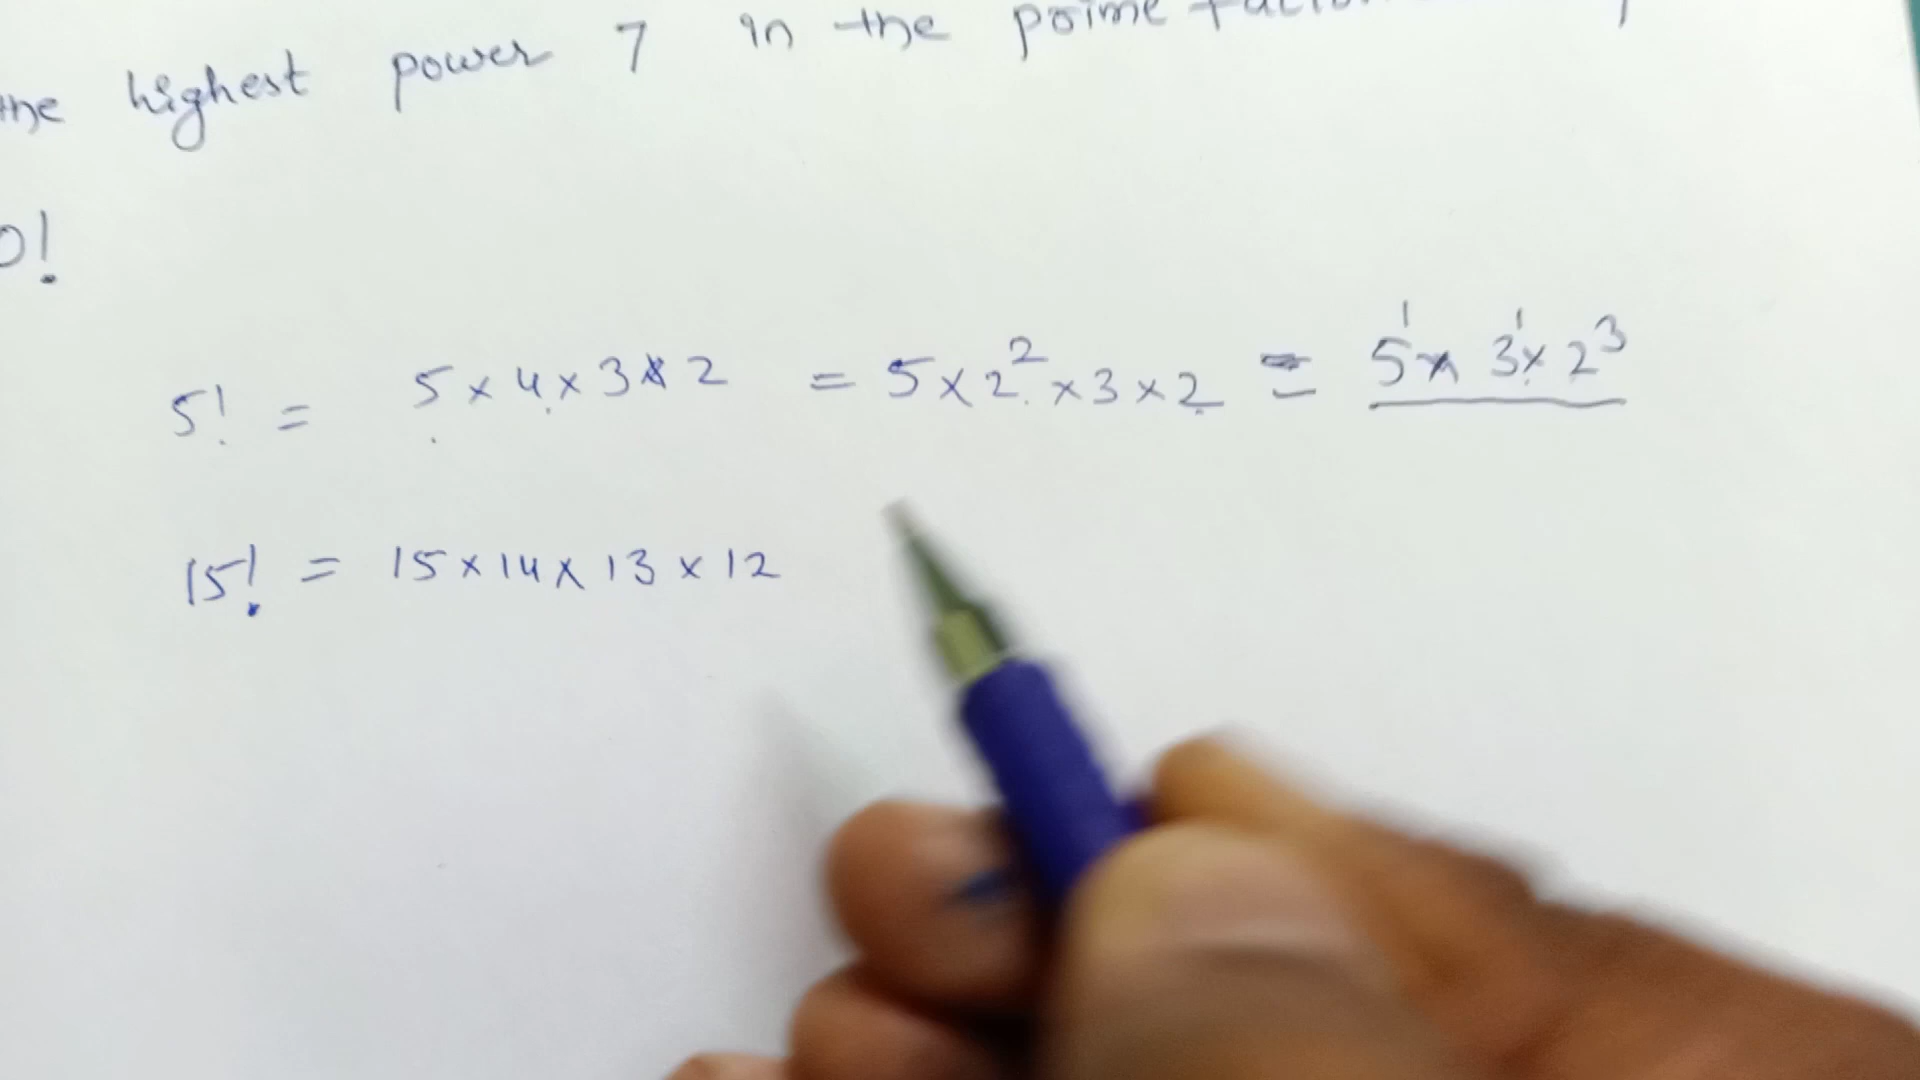 the highest power 7 in the prime
0!
5! = 5 × 4 × 3 × 2 = 5 × 2² × 3 × 2 = 5¹ × 3¹ × 2³
15! = 15 × 14 × 13 × 12